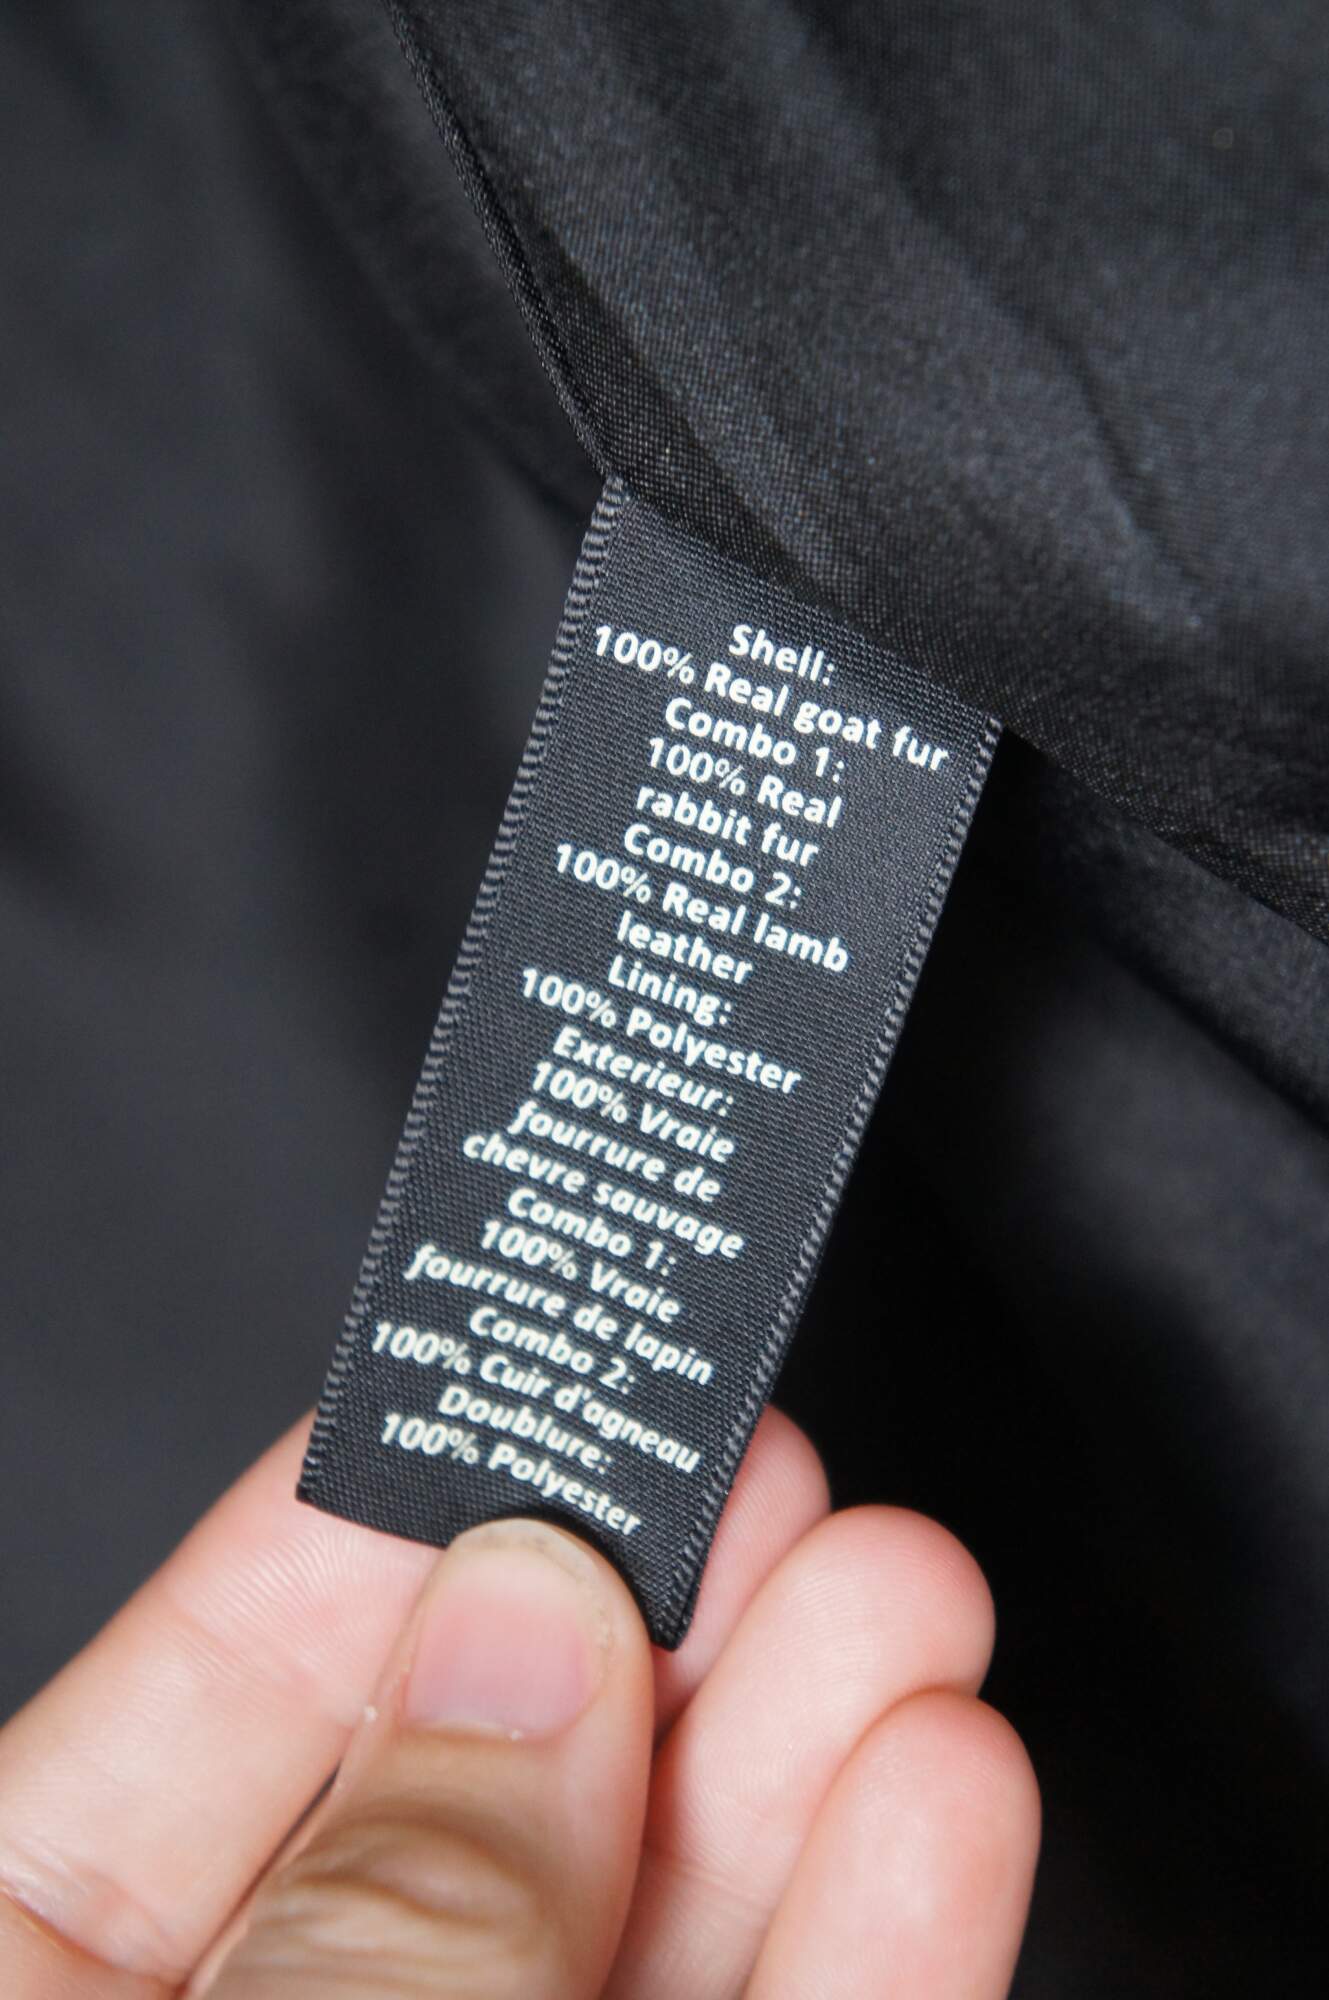 Shell:
100% Real goat fur
Combo 1:
100% Real
rabbit fur
Combo 2:
100% Real lamb
leather
Lining:
100% Polyester
Exterieur:
100% Vraie
fourrure de
chevre sauvage
Combo 1:
100% Vraie
fourrure de lapin
Combo 2:
100% Cuir d'agneau
Doublure:
100% Polyester